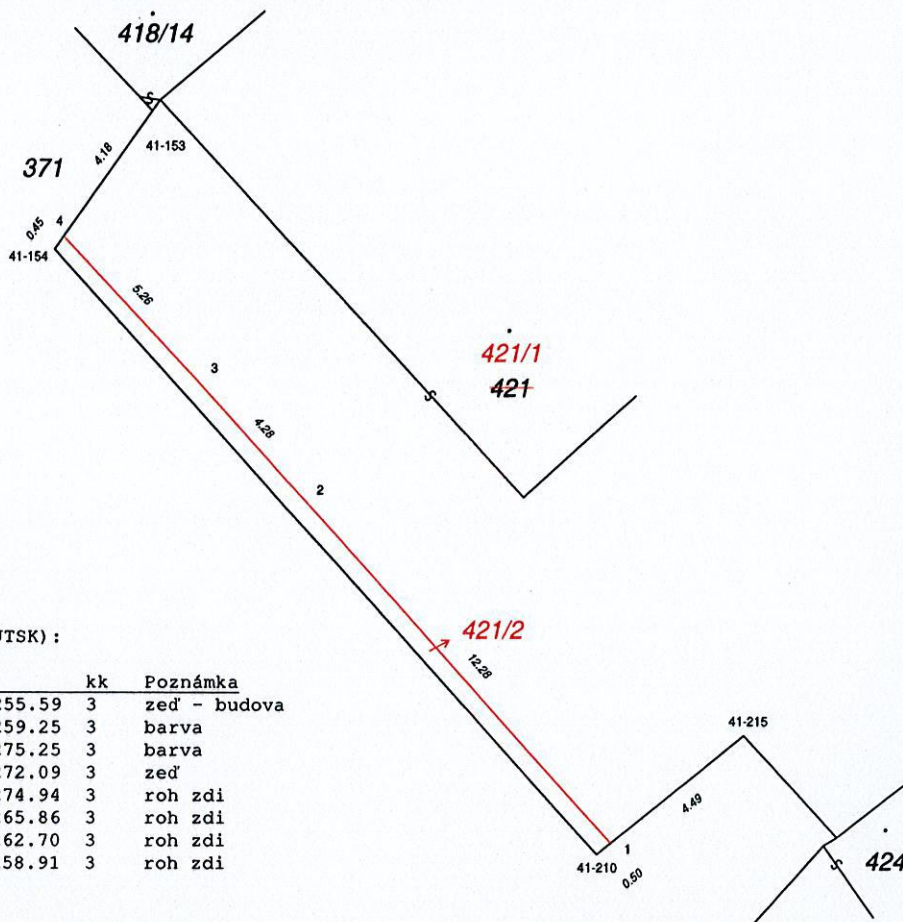 418/14
41-153
4.18
371
0.45
4
41-154
5.26
3
421/1
421
4.28
2
421/2
12.28
41-215
4.49
1
41-210
0.50
424
JTSK):
kk Poznámka
255.59 3 zeď - budova
259.25 3 barva
275.25 3 barva
272.09 3 zeď
274.94 3 roh zdi
265.86 3 roh zdi
262.70 3 roh zdi
258.91 3 roh zdi